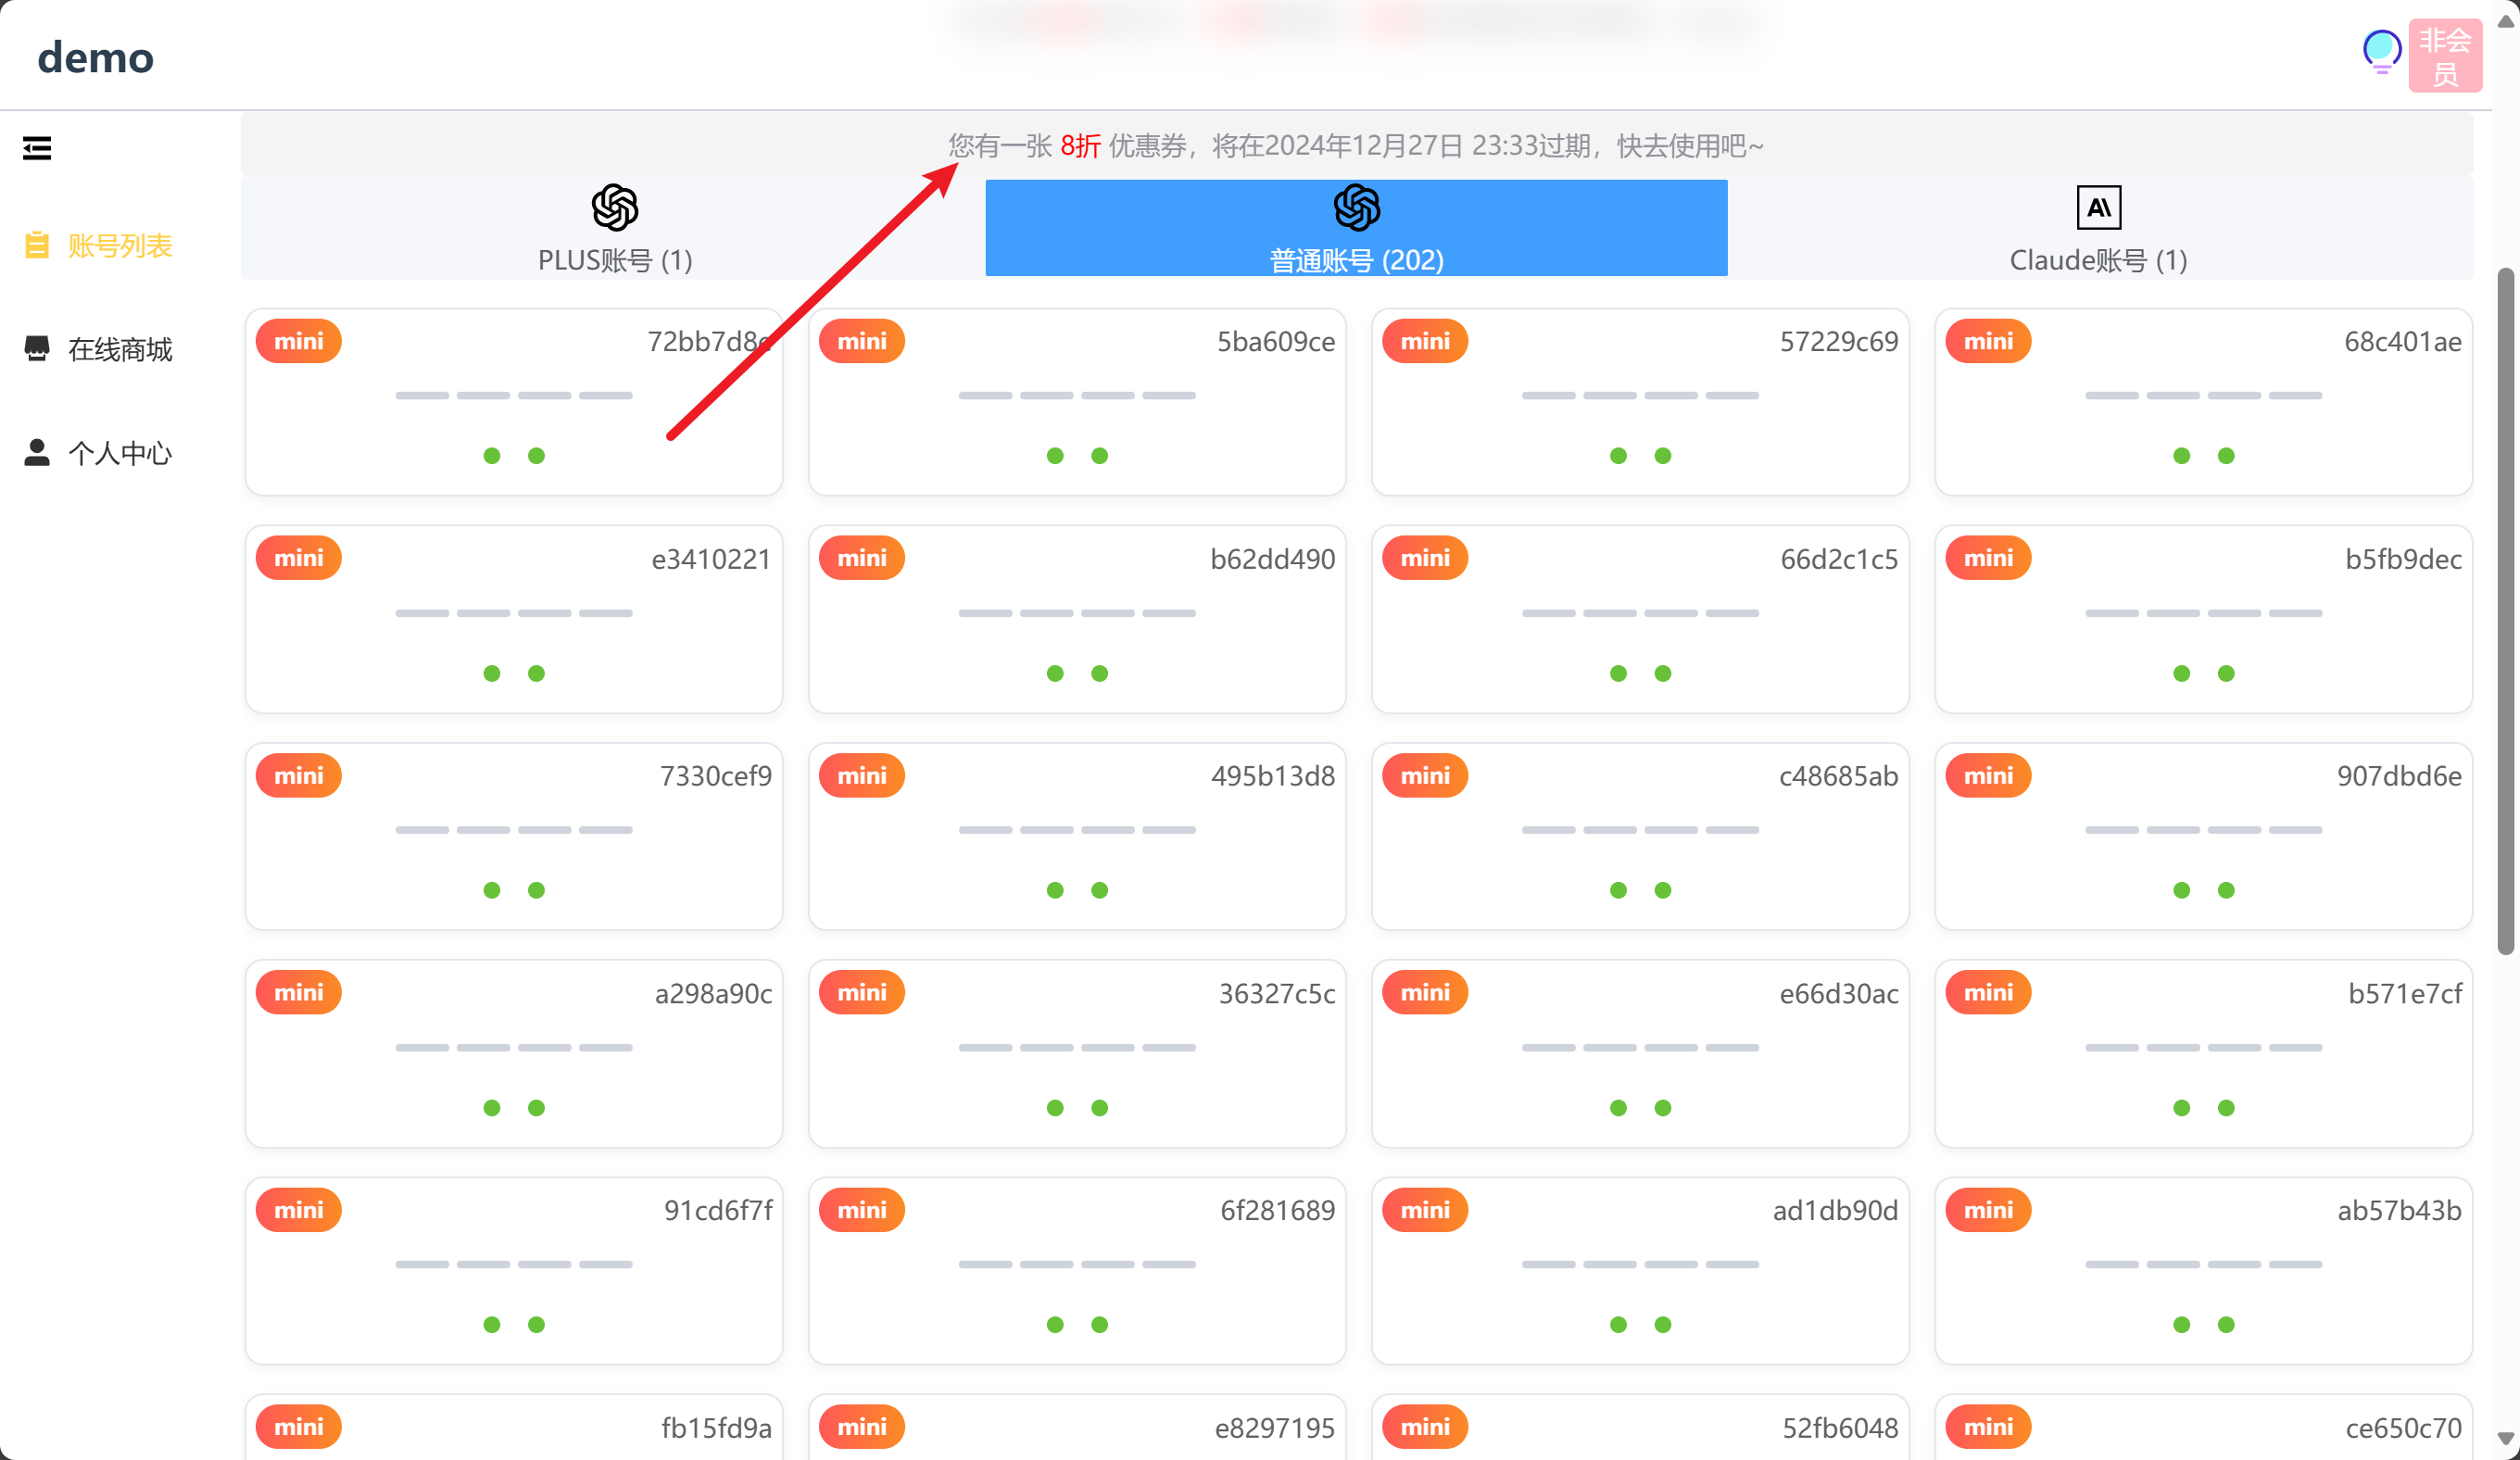 demo
非会
员
您有一张 8折 优惠券，将在2024年12月27日 23:33过期，快去使用吧~
账号列表
在线商城
个人中心
PLUS账号 (1)
普通账号 (202)
Claude账号 (1)
mini 72bb7d8e
mini 5ba609ce
mini 57229c69
mini 68c401ae
mini e3410221
mini b62dd490
mini 66d2c1c5
mini b5fb9dec
mini 7330cef9
mini 495b13d8
mini c48685ab
mini 907dbd6e
mini a298a90c
mini 36327c5c
mini e66d30ac
mini b571e7cf
mini 91cd6f7f
mini 6f281689
mini ad1db90d
mini ab57b43b
mini fb15fd9a
mini e8297195
mini 52fb6048
mini ce650c70